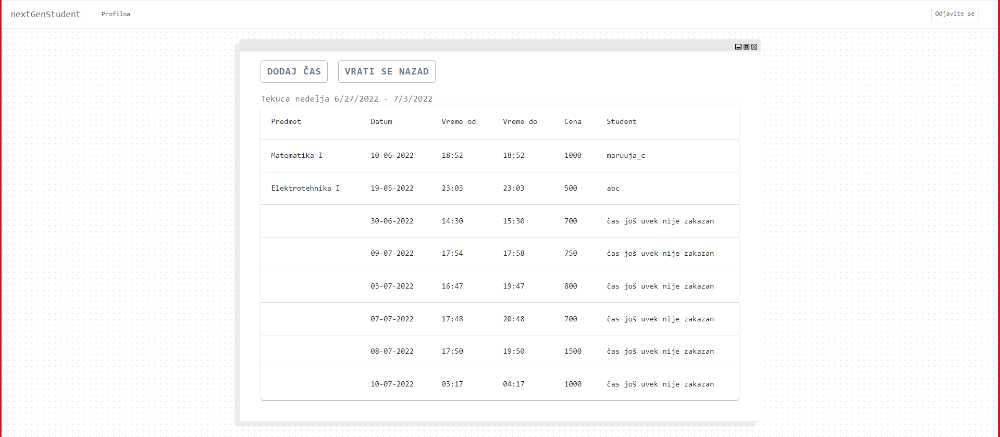 nextGenStudent Profilna Odjavite se
DODAJ ČAS VRATI SE NAZAD
Tekuca nedelja 6/27/2022 - 7/3/2022
Predmet Datum Vreme od Vreme do Cena Student
Matematika I 10-06-2022 18:52 18:52 1000 maruuja_c
Elektrotehnika I 19-05-2022 23:03 23:03 500 abc
30-06-2022 14:30 15:30 700 čas još uvek nije zakazan
09-07-2022 17:54 17:58 750 čas još uvek nije zakazan
03-07-2022 16:47 19:47 800 čas još uvek nije zakazan
07-07-2022 17:48 20:48 700 čas još uvek nije zakazan
08-07-2022 17:50 19:50 1500 čas još uvek nije zakazan
10-07-2022 03:17 04:17 1000 čas još uvek nije zakazan